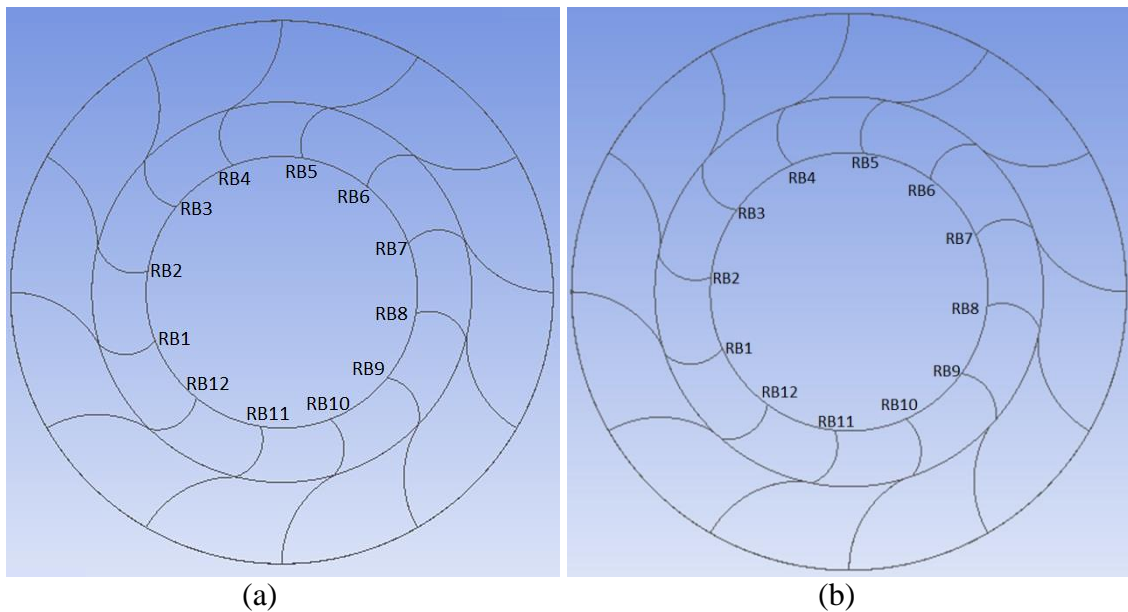 RB4
RB5
RB6
RB3
RB7
RB2
RB8
RB1
RB9
RB12
RB10
RB11
(a)
RB5
RB4
RB6
RB3
RB7
RB2
RB8
RB1
RB9
RB12
RB10
RB11
(b)